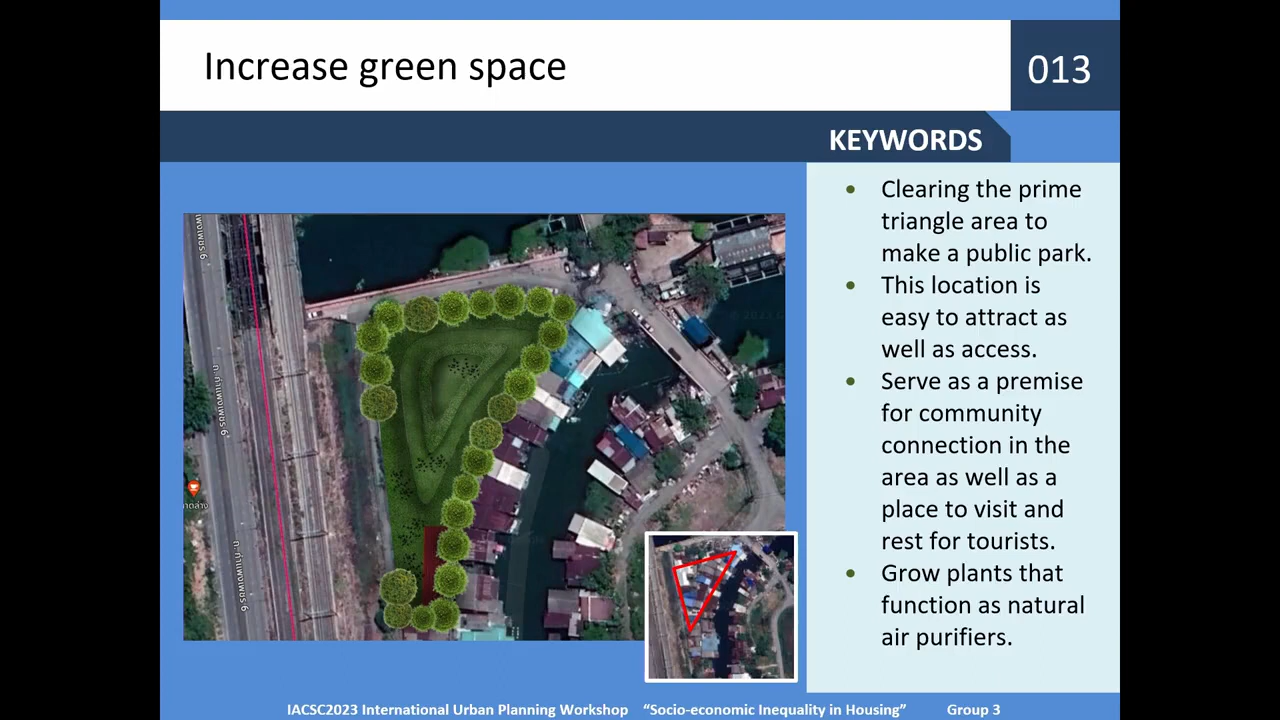 Increase green space
013
KEYWORDS
• Clearing the prime
triangle area to
make a public park.
• This location is
easy to attract as
well as access.
• Serve as a premise
for community
connection in the
area as well as a
place to visit and
rest for tourists.
• Grow plants that
function as natural
air purifiers.
IACSC2023 International Urban Planning Workshop “Socio-economic Inequality in Housing” Group 3